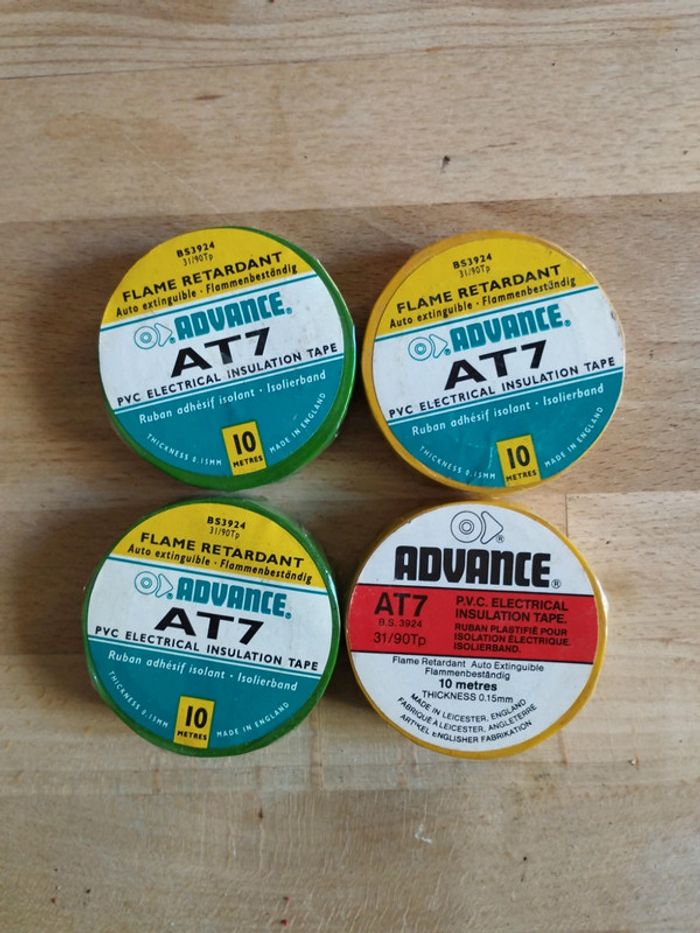 BS3924
31/90Tp
FLAME RETARDANT
Auto extinguible · Flammenbeständig
ADVANCE®
AT7
PVC ELECTRICAL INSULATION TAPE
Ruban adhésif isolant · Isolierband
THICKNESS 0.15MM
10
METRES
MADE IN ENGLAND
BS3924
31/90Tp
FLAME RETARDANT
Auto extinguible · Flammenbeständig
ADVANCE®
AT7
PVC ELECTRICAL INSULATION TAPE
Ruban adhésif isolant · Isolierband
THICKNESS 0.15MM
10
METRES
MADE IN ENGLAND
BS3924
31/90Tp
FLAME RETARDANT
Auto extinguible · Flammenbeständig
ADVANCE®
AT7
PVC ELECTRICAL INSULATION TAPE
Ruban adhésif isolant · Isolierband
THICKNESS 0.15MM
10
METRES
MADE IN ENGLAND
®
ADVANCE®
AT7
B.S. 3924
31/90Tp
P.V.C. ELECTRICAL
INSULATION TAPE.
RUBAN PLASTIFIÉ POUR
ISOLATION ÉLECTRIQUE.
ISOLIERBAND.
Flame Retardant Auto Extinguible
Flammenbeständig
10 metres
THICKNESS 0.15mm
MADE IN LEICESTER, ENGLAND
FABRIQUÉ À LEICESTER, ANGLETERRE
ARTIKEL ENGLISHER FABRIKATION